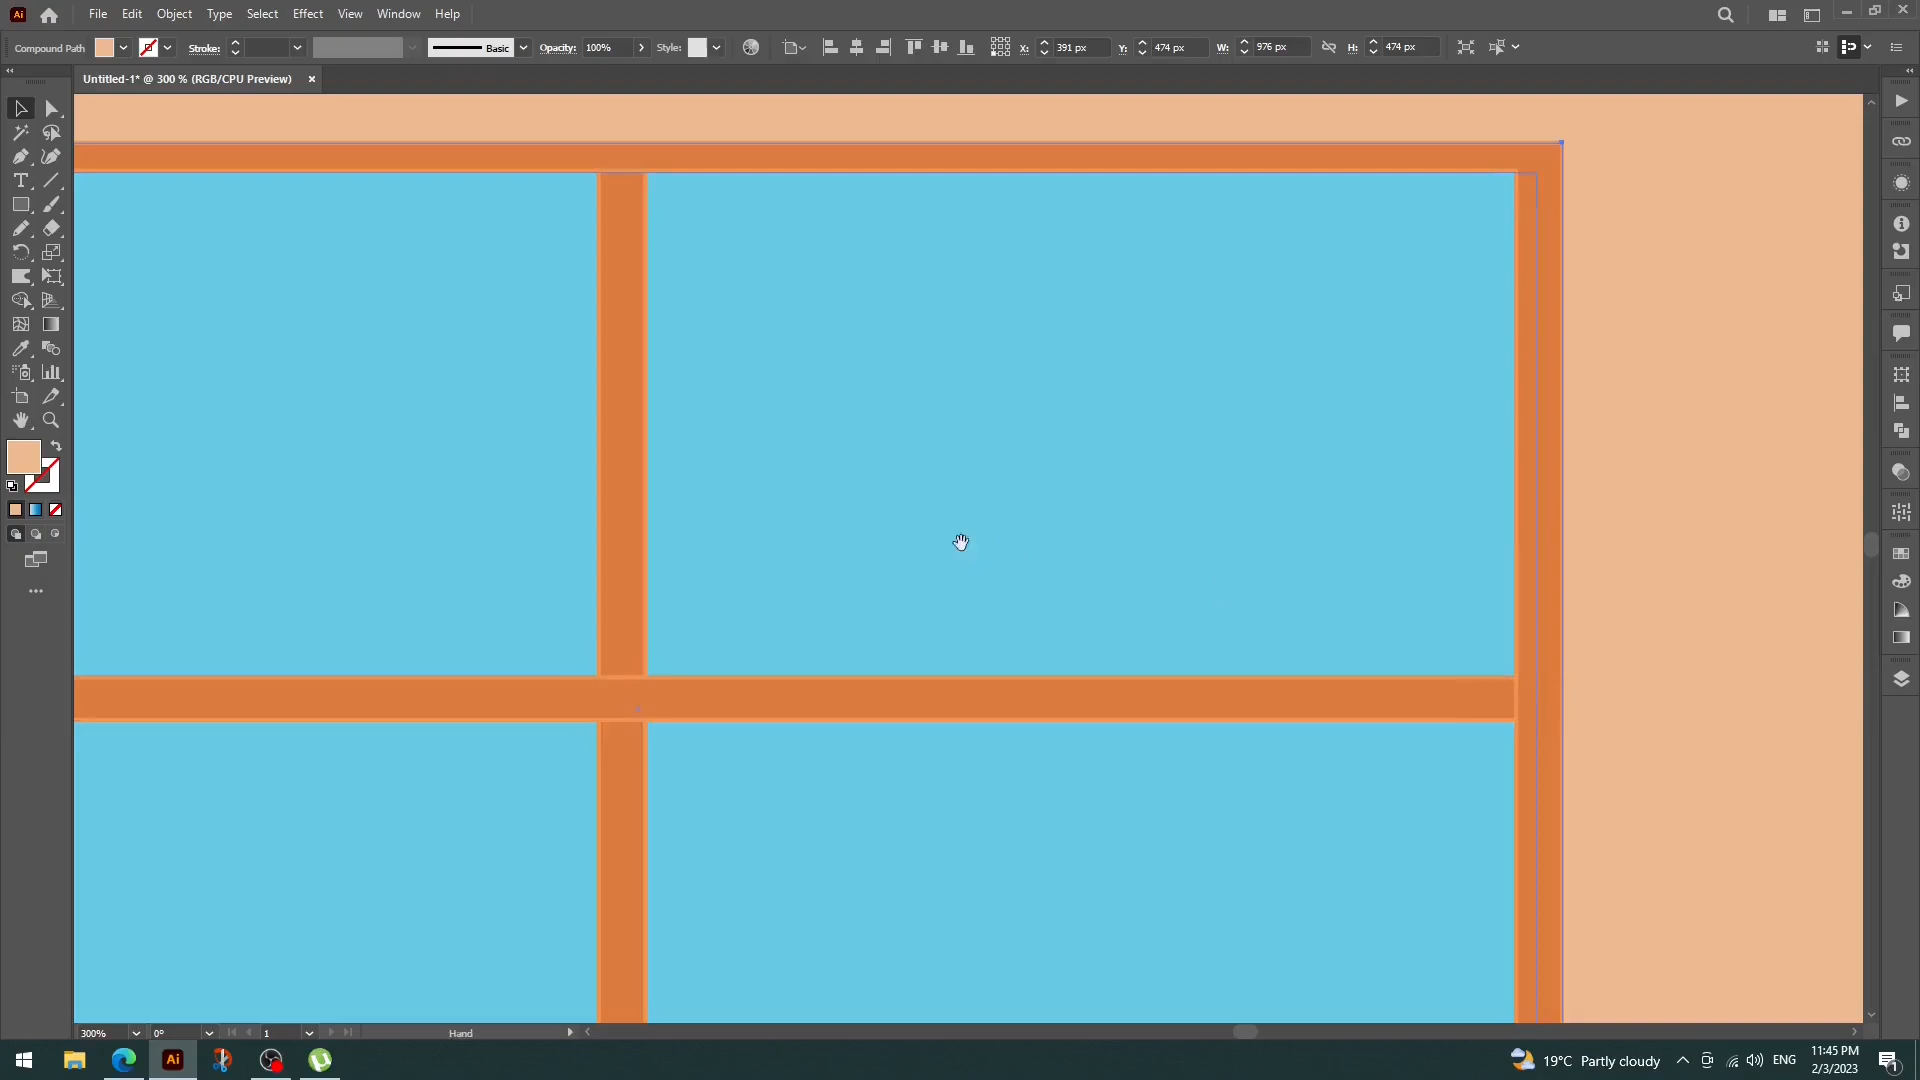 Ai File Edit Object Type Select Effect View Window Help
Compound Path Stroke: Basic Opacity: 100% Style: X: 391 px Y: 474 px W: 976 px H: 474 px
Untitled-1* @ 300 % (RGB/CPU Preview)
300% 0° 1 Hand
Ai 19°C Partly cloudy ENG 11:45 PM
2/3/2023
1